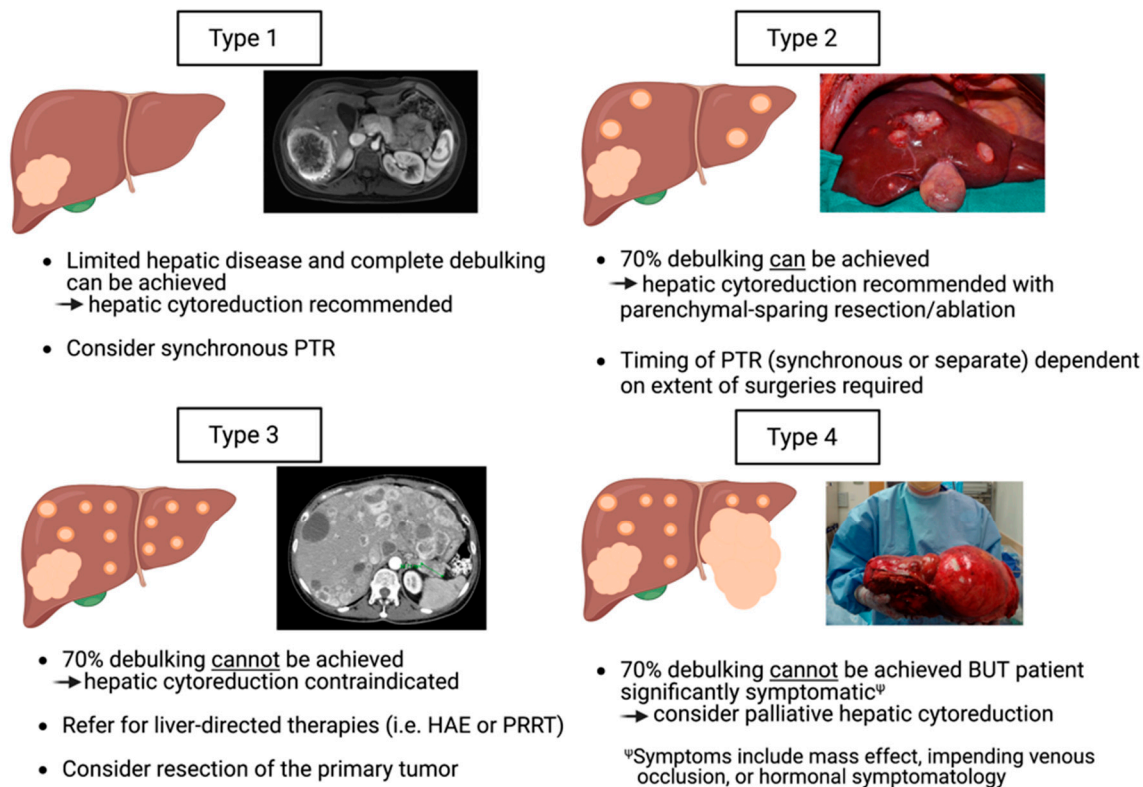 Type 1
• Limited hepatic disease and complete debulking
can be achieved
→ hepatic cytoreduction recommended
• Consider synchronous PTR
Type 2
• 70% debulking can be achieved
→ hepatic cytoreduction recommended with
parenchymal-sparing resection/ablation
• Timing of PTR (synchronous or separate) dependent
on extent of surgeries required
Type 3
• 70% debulking cannot be achieved
→ hepatic cytoreduction contraindicated
• Refer for liver-directed therapies (i.e. HAE or PRRT)
• Consider resection of the primary tumor
Type 4
• 70% debulking cannot be achieved BUT patient
significantly symptomaticᵠ
→ consider palliative hepatic cytoreduction
ᵠSymptoms include mass effect, impending venous
occlusion, or hormonal symptomatology